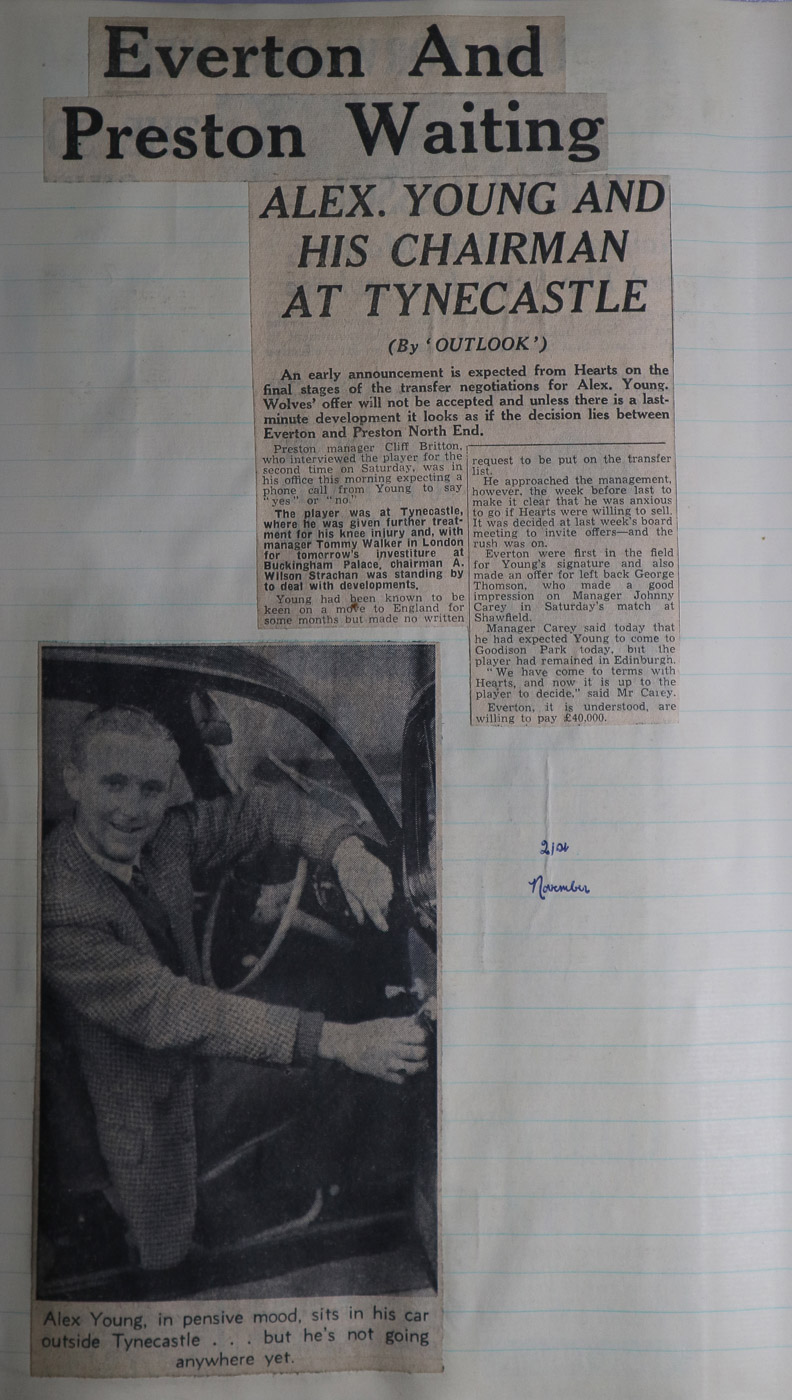 Everton And
Preston Waiting
ALEX. YOUNG AND
HIS CHAIRMAN
AT TYNECASTLE
(By ‘OUTLOOK’)
An early announcement is expected from Hearts on the
final stages of the transfer negotiations for Alex. Young.
Wolves' offer will not be accepted and unless there is a last-
minute development it looks as if the decision lies between
Everton and Preston North End.
Preston manager Cliff Britton,
who interviewed the player for the
second time on Saturday, was in
his office this morning expecting a
phone call from Young to say
"yes" or "no."
The player was at Tynecastle,
where he was given further treat-
ment for his knee injury and, with
manager Tommy Walker in London
for tomorrow's investiture at
Buckingham Palace, chairman A.
Wilson Strachan was standing by
to deal with developments.
Young had been known to be
keen on a move to England for
some months but made no written
request to be put on the transfer
list.
He approached the management,
however, the week before last to
make it clear that he was anxious
to go if Hearts were willing to sell.
It was decided at last week's board
meeting to invite offers—and the
rush was on.
Everton were first in the field
for Young's signature and also
made an offer for left back George
Thomson, who made a good
impression on Manager Johnny
Carey in Saturday's match at
Shawfield.
Manager Carey said today that
he had expected Young to come to
Goodison Park today, but the
player had remained in Edinburgh.
"We have come to terms with
Hearts, and now it is up to the
player to decide," said Mr Carey.
Everton, it is understood, are
willing to pay £40,000.
21st
November
Alex Young, in pensive mood, sits in his car
outside Tynecastle . . . but he's not going
anywhere yet.